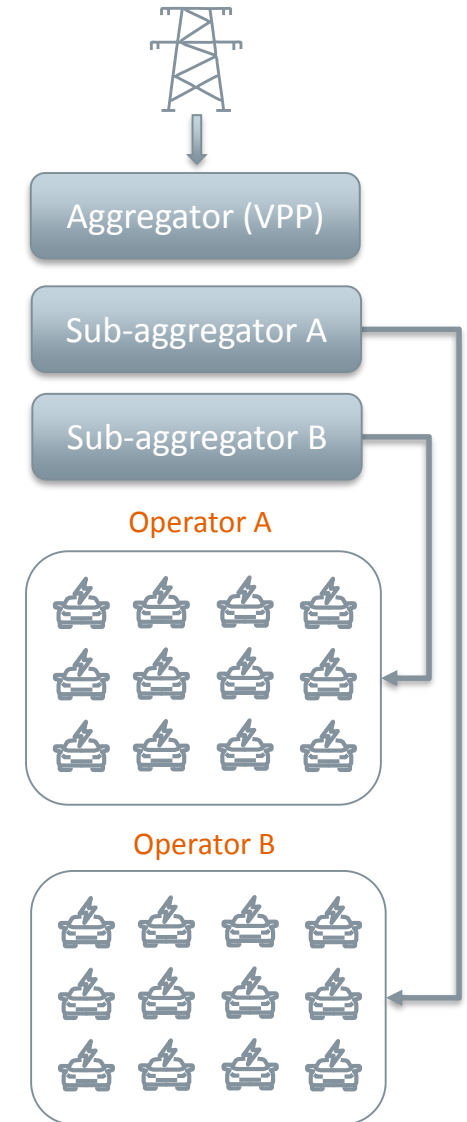 Aggregator (VPP)
Sub-aggregator A
Sub-aggregator B
Operator A
Operator B